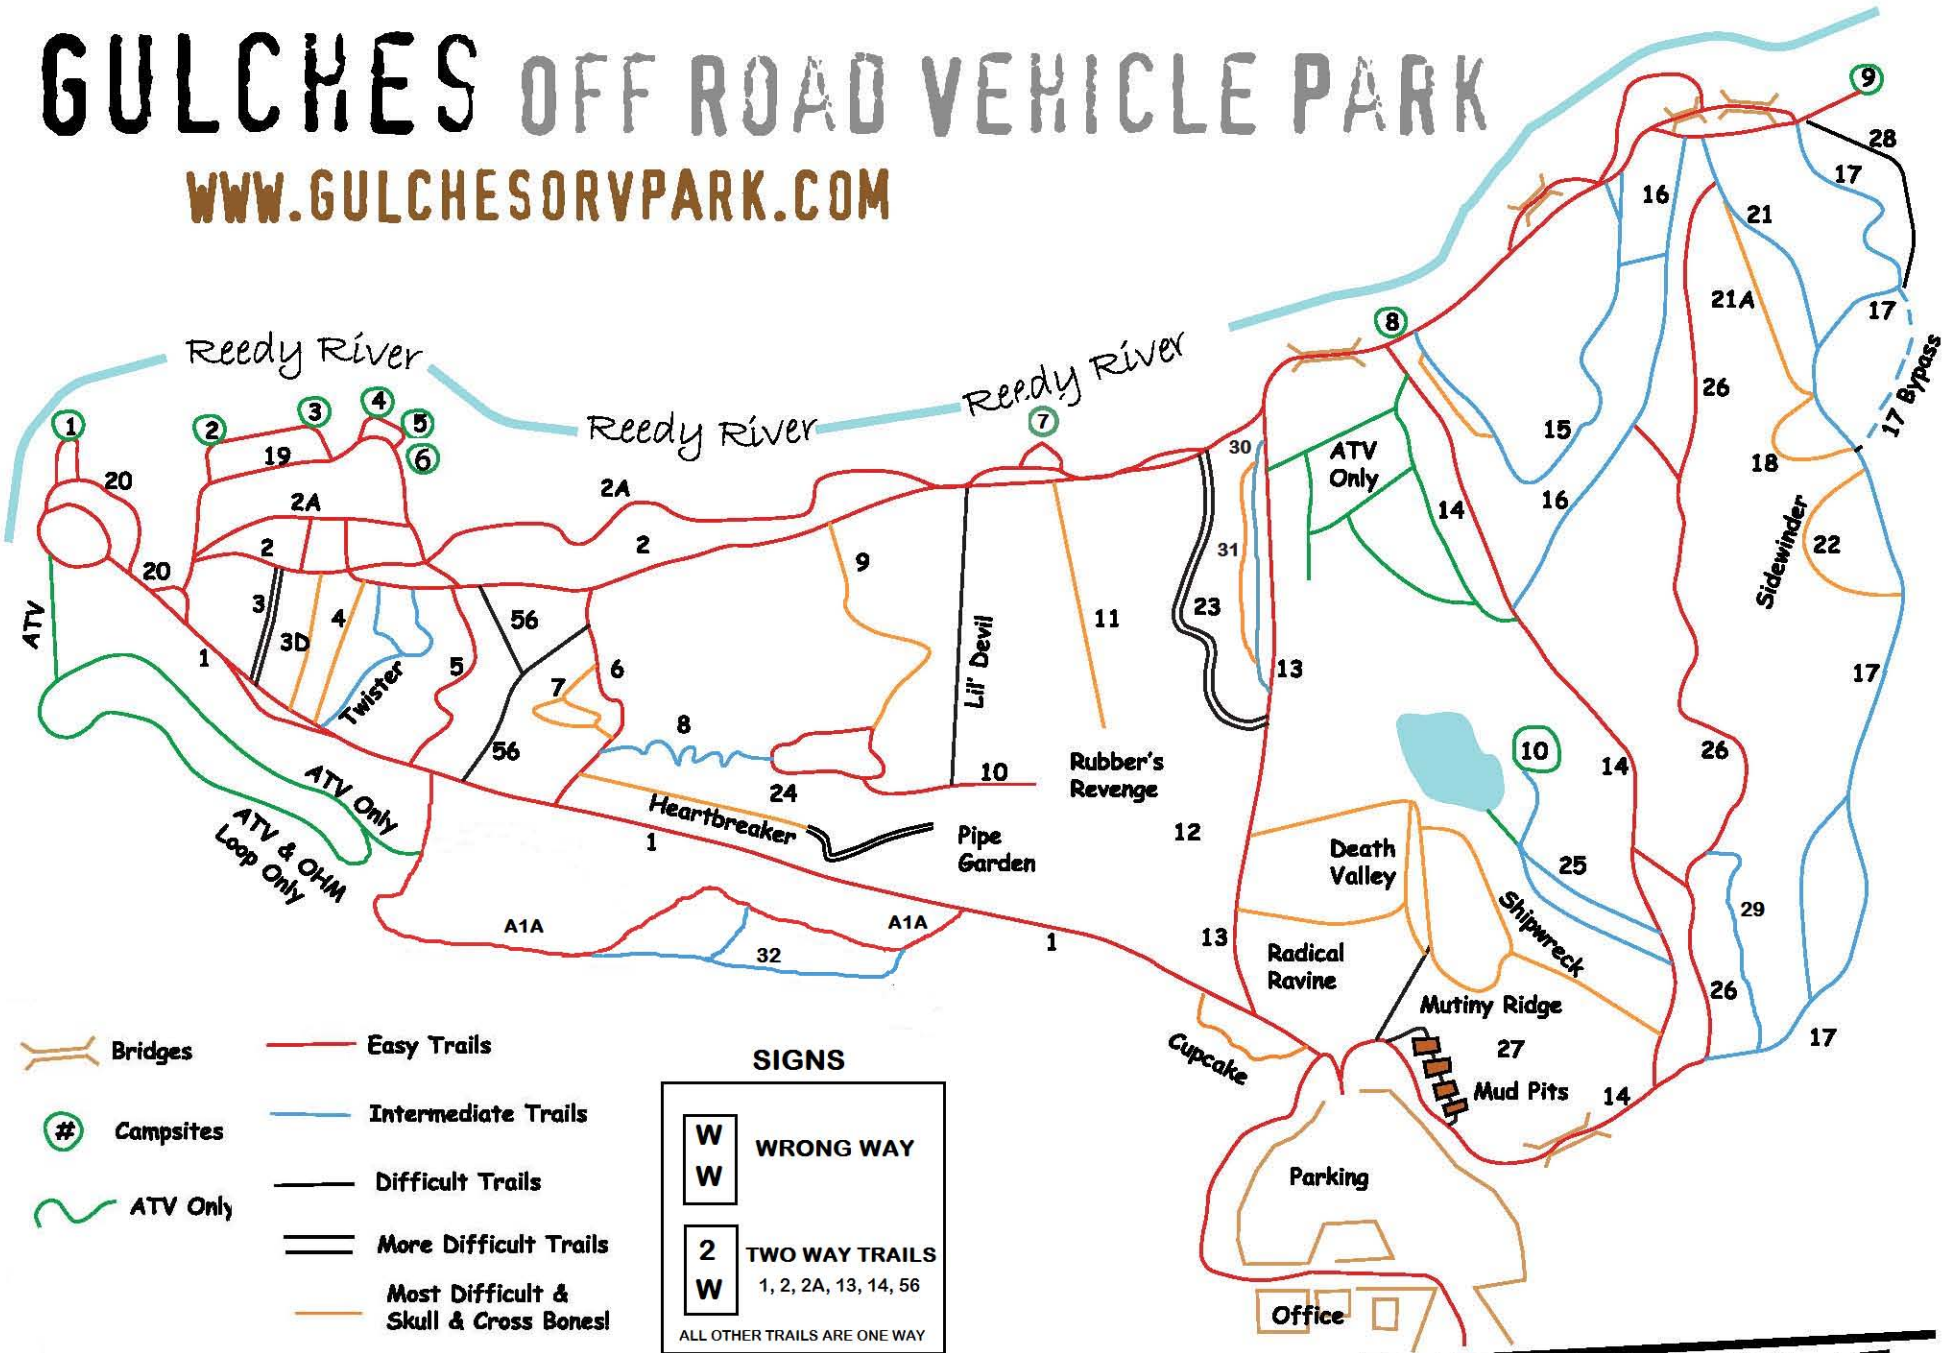 GULCHES OFF ROAD VEHICLE PARK
WWW.GULCHESORVPARK.COM
9
28
17
16
21
21A
17
17 Bypass
8
Reedy River
Reedy River
Reedy River
26
1
2
3
4
5
6
7
19
20
2A
2A
30
ATV
Only
15
16
14
18
Sidewinder
22
2
2
9
20
31
ATV
3
3D
4
56
11
23
Lil' Devil
1
5
6
7
Twister
13
17
8
56
10
14
26
10
Rubber's
Revenge
24
Heartbreaker
ATV Only
ATV & OHM
Loop Only
1
Pipe
Garden
12
Death
Valley
25
Shipwreck
29
A1A
A1A
32
1
13
Radical
Ravine
26
Mutiny Ridge
27
17
Cupcake
Mud Pits
14
Parking
Office
Bridges
# Campsites
ATV Only
Easy Trails
Intermediate Trails
Difficult Trails
More Difficult Trails
Most Difficult &
Skull & Cross Bones!
SIGNS
W
W
WRONG WAY
2
W
TWO WAY TRAILS
1, 2, 2A, 13, 14, 56
ALL OTHER TRAILS ARE ONE WAY